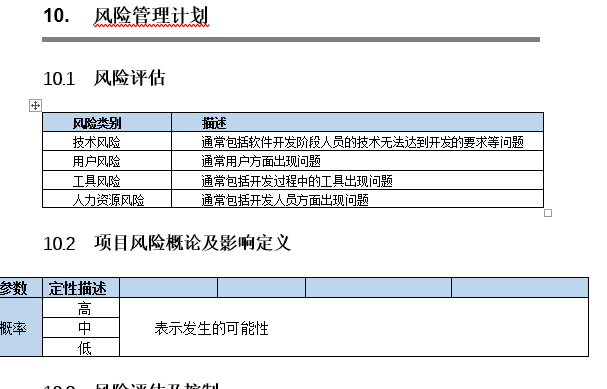 10. 风险管理计划
10.1 风险评估
风险类别 描述
技术风险 通常包括软件开发阶段人员的技术无法达到开发的要求等问题
用户风险 通常用户方面出现问题
工具风险 通常包括开发过程中的工具出现问题
人力资源风险 通常包括开发人员方面出现问题
10.2 项目风险概论及影响定义
参数 定性描述
高
概率 中 表示发生的可能性
低